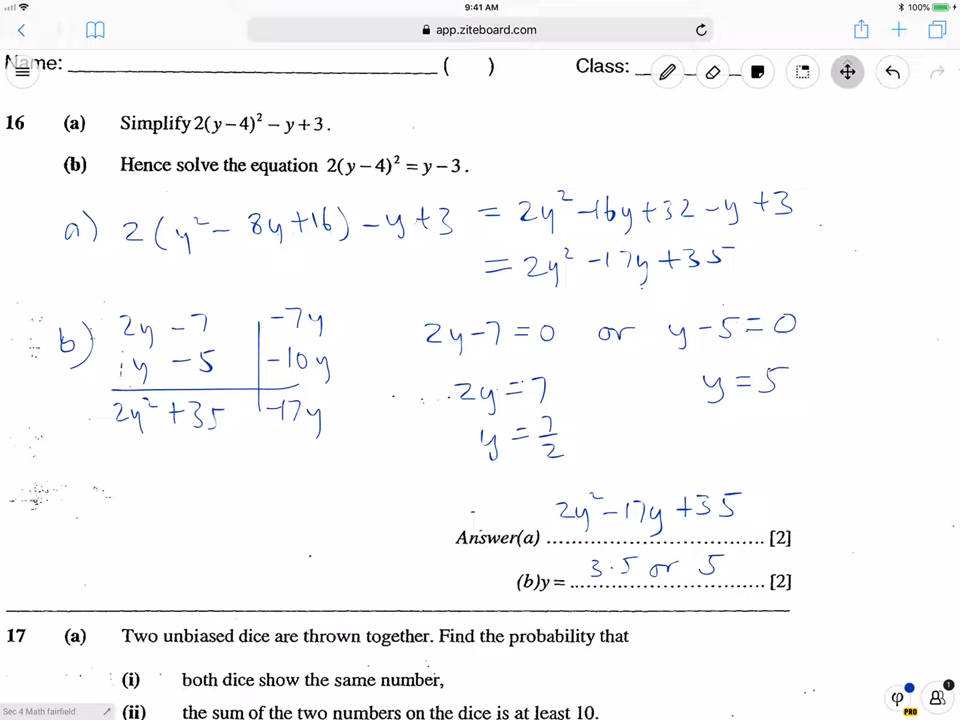 9:41 AM
100%
app.ziteboard.com
Name: ( ) Class:
16 (a) Simplify 2(y−4)² − y+3.
(b) Hence solve the equation 2(y−4)² = y−3.
a) 2(y² − 8y+16) −y+3 = 2y² −16y+32 −y +3
= 2y² −17y +35
b) 2y −7 | −7y
y −5 | −10y
2y² +35 | −17y
2y−7=0 or y−5=0
2y=7 y=5
y = 7/2
2y²−17y +35
Answer(a) [2]
3.5 or 5
(b)y = [2]
17 (a) Two unbiased dice are thrown together. Find the probability that
(i) both dice show the same number,
(ii) the sum of the two numbers on the dice is at least 10.
Sec 4 Math fairfield
φ PRO
1